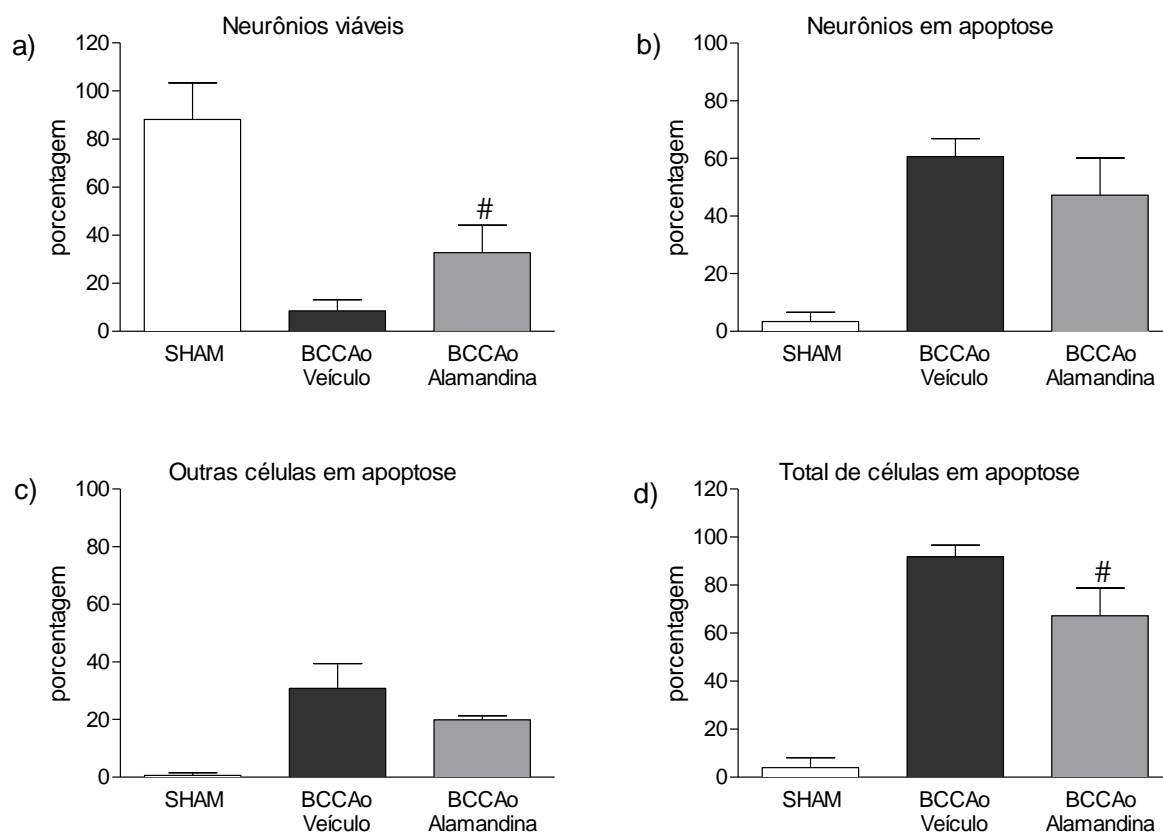 a)
Neurônios viáveis
porcentagem
120
100
80
60
40
20
0
#
SHAM
BCCAo
Veículo
BCCAo
Alamandina
b)
Neurônios em apoptose
porcentagem
100
80
60
40
20
0
SHAM
BCCAo
Veículo
BCCAo
Alamandina
c)
Outras células em apoptose
porcentagem
100
80
60
40
20
0
SHAM
BCCAo
Veículo
BCCAo
Alamandina
d)
Total de células em apoptose
porcentagem
120
100
80
60
40
20
0
#
SHAM
BCCAo
Veículo
BCCAo
Alamandina